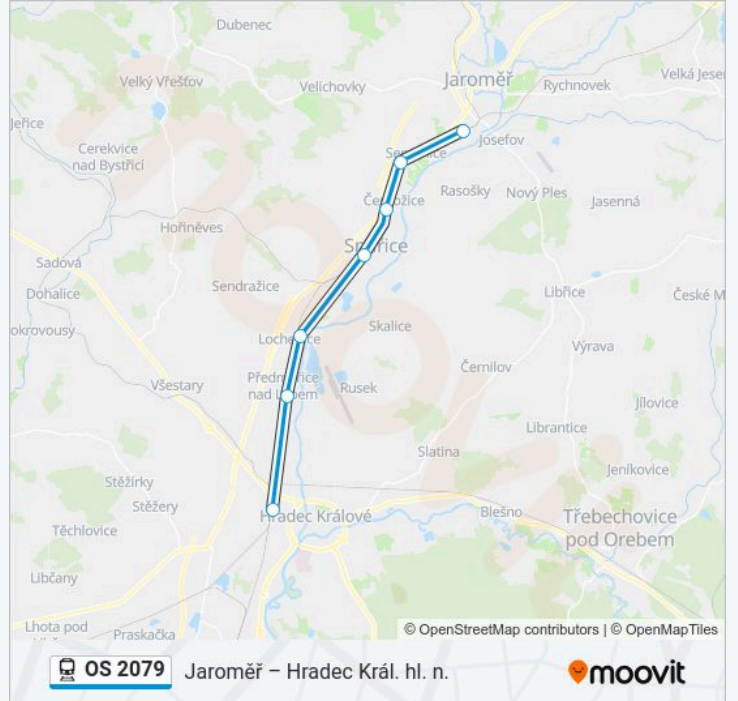 Dubenec
Jaroměř
Velká Jeser
Velký Vřešťov
Velichovky
Rychnovek
Jeřice
Josefov
Cerekvice
nad Bystřicí
Rasošky
Nový Ples
Jasenná
Hořiněves
Sadová
Sendražice
Dohalice
Libřice
České M
okrovousy
Skalice
Výrava
Černilov
Všestary
Rusek
Jílovice
Librantice
Slatina
Jeníkovice
Stěžírky
Stěžery
Hradec Králové
Blešno
Třebechovice
pod Orebem
Těchlovice
Libčany
Lhota pod
Praskačka
© OpenStreetMap contributors | © OpenMapTiles
OS 2079
Jaroměř – Hradec Král. hl. n.
moovit